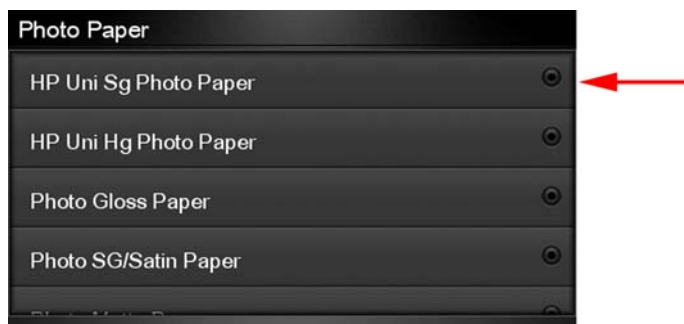 Photo Paper
HP Uni Sg Photo Paper
HP Uni Hg Photo Paper
Photo Gloss Paper
Photo SG/Satin Paper